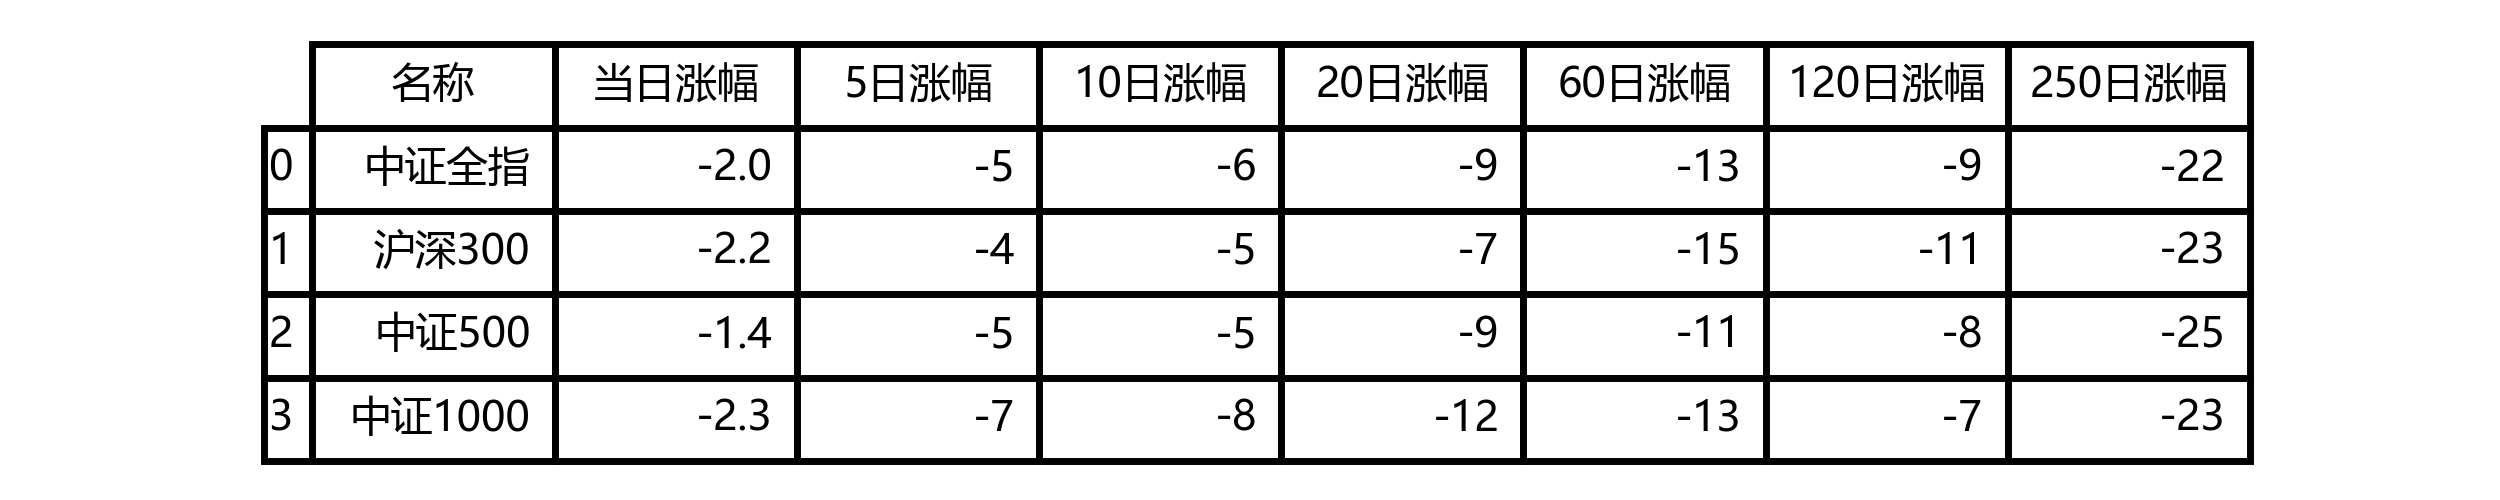 名称 当日涨幅 5日涨幅 10日涨幅 20日涨幅 60日涨幅 120日涨幅 250日涨幅
0 中证全指 -2.0 -5 -6 -9 -13 -9 -22
1 沪深300 -2.2 -4 -5 -7 -15 -11 -23
2 中证500 -1.4 -5 -5 -9 -11 -8 -25
3 中证1000 -2.3 -7 -8 -12 -13 -7 -23